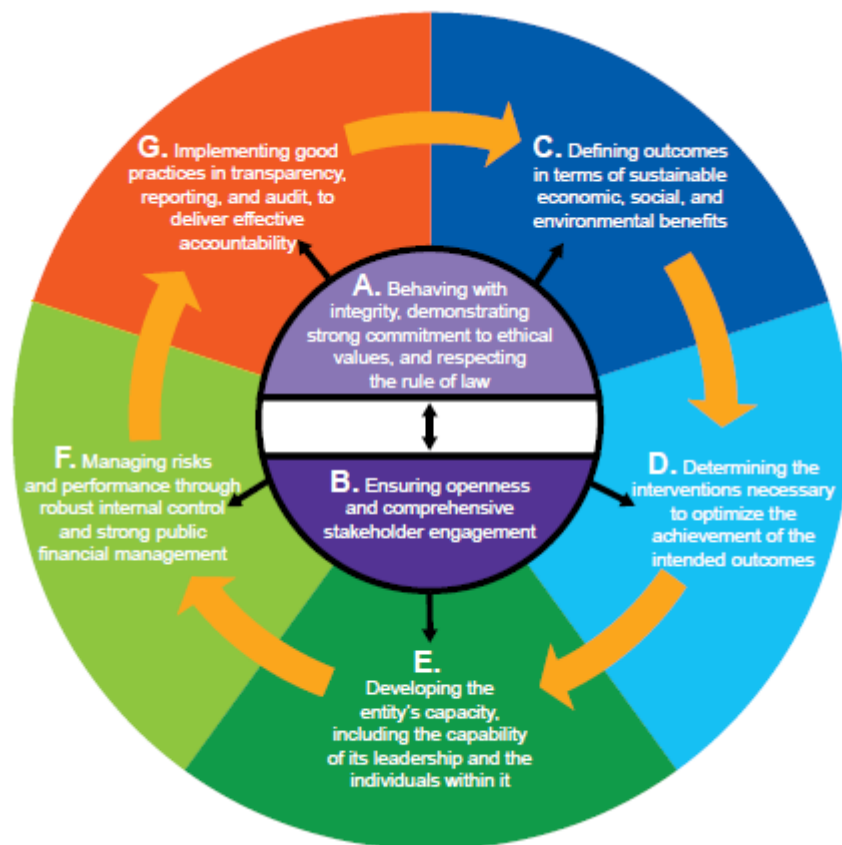 A. Behaving with
integrity, demonstrating
strong commitment to ethical
values, and respecting
the rule of law
B. Ensuring openness
and comprehensive
stakeholder engagement
C. Defining outcomes
in terms of sustainable
economic, social, and
environmental benefits
D. Determining the
interventions necessary
to optimize the
achievement of the
intended outcomes
E.
Developing the
entity's capacity,
including the capability
of its leadership and the
individuals within it
F. Managing risks
and performance through
robust internal control
and strong public
financial management
G. Implementing good
practices in transparency,
reporting, and audit, to
deliver effective
accountability